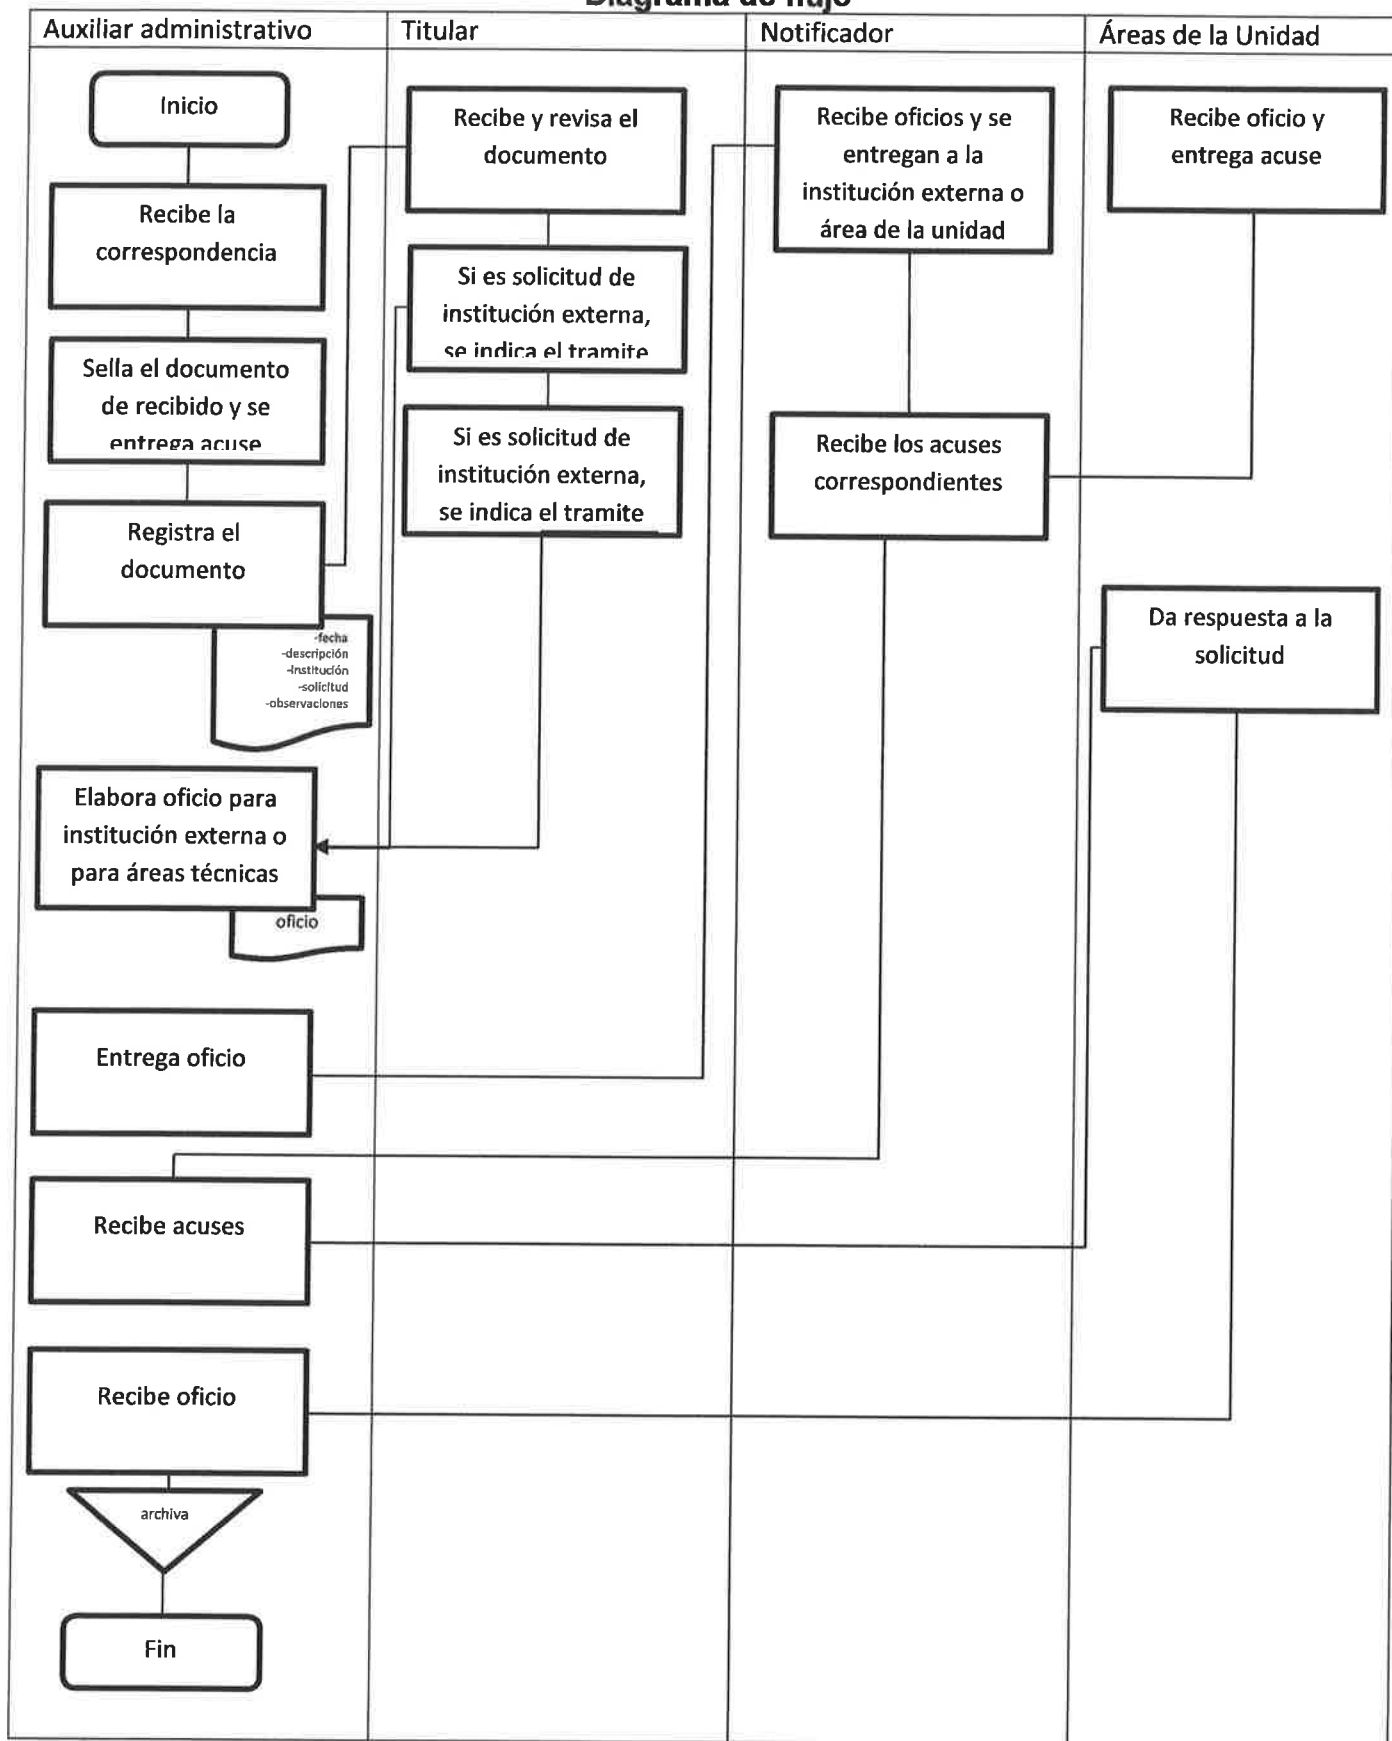 Diagrama de flujo
Auxiliar administrativo
Titular
Notificador
Áreas de la Unidad
Inicio
Recibe la
correspondencia
Sella el documento
de recibido y se
entrega acuse
Registra el
documento
-fecha
-descripción
-institución
-solicitud
-observaciones
Elabora oficio para
institución externa o
para áreas técnicas
oficio
Entrega oficio
Recibe acuses
Recibe oficio
archiva
Fin
Recibe y revisa el
documento
Si es solicitud de
institución externa,
se indica el tramite
Si es solicitud de
institución externa,
se indica el tramite
Recibe oficios y se
entregan a la
institución externa o
área de la unidad
Recibe los acuses
correspondientes
Recibe oficio y
entrega acuse
Da respuesta a la
solicitud